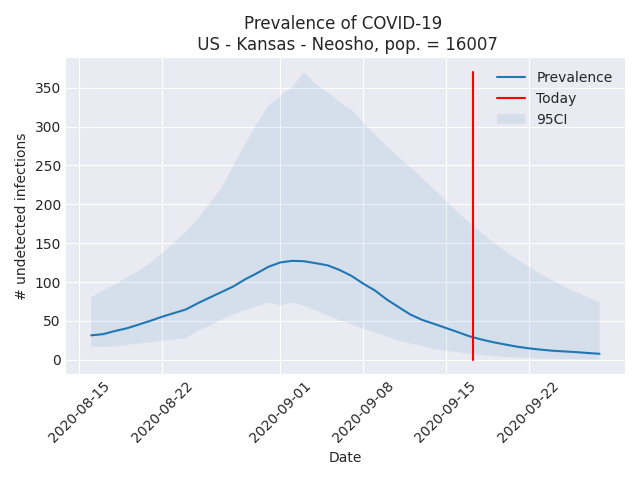 Prevalence of COVID-19
US - Kansas - Neosho, pop. = 16007
Prevalence
Today
95CI
# undetected infections
350
300
250
200
150
100
50
0
2020-08-15
2020-08-22
2020-09-01
2020-09-08
2020-09-15
2020-09-22
Date